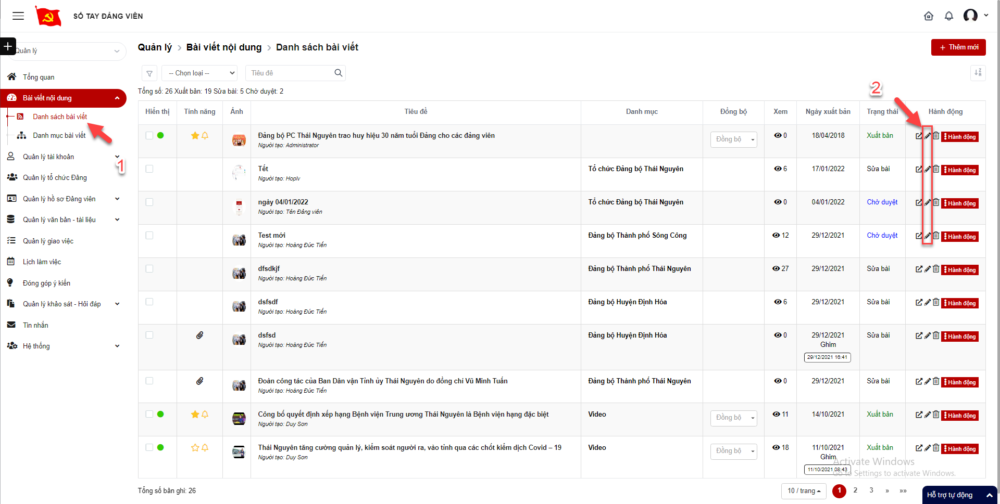 SỔ TAY ĐẢNG VIÊN
Quản lý
Tổng quan
Bài viết nội dung
Danh sách bài viết
Danh mục bài viết
1
Quản lý tài khoản
Quản lý tổ chức Đảng
Quản lý hồ sơ Đảng viên
Quản lý văn bản - tài liệu
Quản lý giao việc
Lịch làm việc
Đóng góp ý kiến
Quản lý khảo sát - Hỏi đáp
Tin nhắn
Hệ thống
Quản lý > Bài viết nội dung > Danh sách bài viết
+ Thêm mới
-- Chọn loại --
Tiêu đề
Tổng số: 26 Xuất bản: 19 Sửa bài: 5 Chờ duyệt: 2
2
Hiển thị Tính năng Ảnh Tiêu đề Danh mục Đồng bộ Xem Ngày xuất bản Trạng thái Hành động
Đảng bộ PC Thái Nguyên trao huy hiệu 30 năm tuổi Đảng cho các đảng viên Đồng bộ 0 18/04/2018 Xuất bản Hành động
Người tạo: Administrator
Tết Tổ chức Đảng bộ Thái Nguyên 6 17/01/2022 Sửa bài Hành động
Người tạo: Hoplv
ngày 04/01/2022 Tổ chức Đảng bộ Thái Nguyên 0 04/01/2022 Chờ duyệt Hành động
Người tạo: Tên Đảng viên
Test mới Đảng bộ Thành phố Sông Công 12 29/12/2021 Chờ duyệt Hành động
Người tạo: Hoàng Đức Tiến
dfsdkjf Đảng bộ Thành phố Thái Nguyên 27 29/12/2021 Sửa bài Hành động
Người tạo: Hoàng Đức Tiến
dsfsdf Đảng bộ Huyện Định Hóa 6 29/12/2021 Sửa bài Hành động
Người tạo: Hoàng Đức Tiến
dsfsd Đảng bộ Huyện Định Hóa 0 29/12/2021 Sửa bài Hành động
Người tạo: Hoàng Đức Tiến Ghim
29/12/2021 16:41
Đoàn công tác của Ban Dân vận Tỉnh ủy Thái Nguyên do đồng chí Vũ Minh Tuấn Đảng bộ Thành phố Thái Nguyên 0 29/12/2021 Sửa bài Hành động
Người tạo: Hoàng Đức Tiến
Công bố quyết định xếp hạng Bệnh viện Trung ương Thái Nguyên là Bệnh viện hạng đặc biệt Video Đồng bộ 11 14/10/2021 Xuất bản Hành động
Người tạo: Duy Sơn
Thái Nguyên tăng cường quản lý, kiểm soát người ra, vào tỉnh qua các chốt kiểm dịch Covid – 19 Video Đồng bộ 18 11/10/2021 Xuất bản Hành động
Người tạo: Duy Sơn Ghim
11/10/2021 08:43
Activate Windows
Go to Settings to activate Windows.
Tổng số bản ghi: 26
10 / trang 1 2 3 » »»
Hỗ trợ tự động